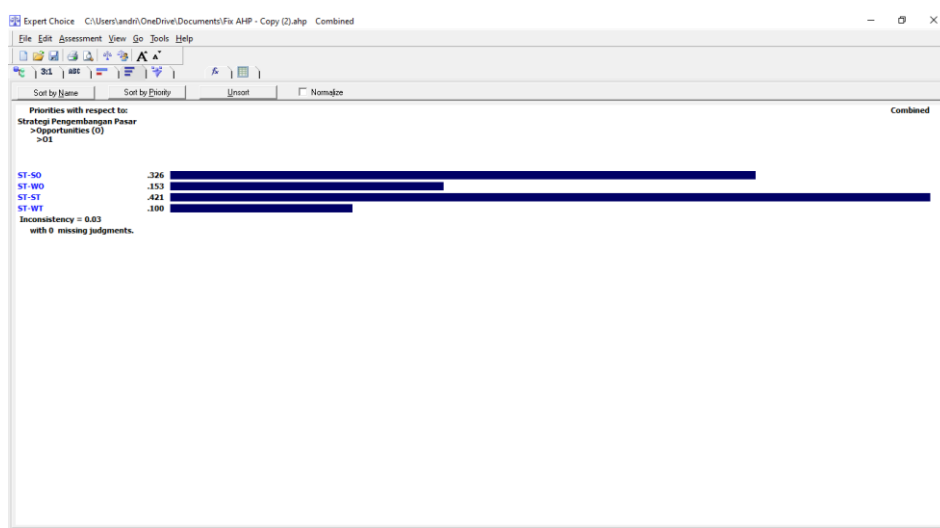 Expert Choice C:\Users\andri\OneDrive\Documents\Fix AHP - Copy (2).ahp Combined
File Edit Assessment View Go Tools Help
A A
3:1 ABC fx
Sort by Name Sort by Priority Unsort Normalize
Priorities with respect to: Combined
Strategi Pengembangan Pasar
>Opportunities (O)
>O1
ST-SO .326
ST-WO .153
ST-ST .421
ST-WT .100
Inconsistency = 0.03
with 0 missing judgments.